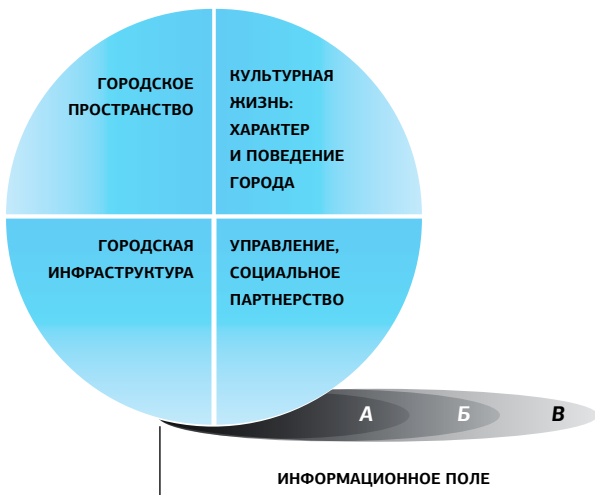 ГОРОДСКОЕ
ПРОСТРАНСТВО
КУЛЬТУРНАЯ
ЖИЗНЬ:
ХАРАКТЕР
И ПОВЕДЕНИЕ
ГОРОДА
ГОРОДСКАЯ
ИНФРАСТРУКТУРА
УПРАВЛЕНИЕ,
СОЦИАЛЬНОЕ
ПАРТНЕРСТВО
А Б В
ИНФОРМАЦИОННОЕ ПОЛЕ